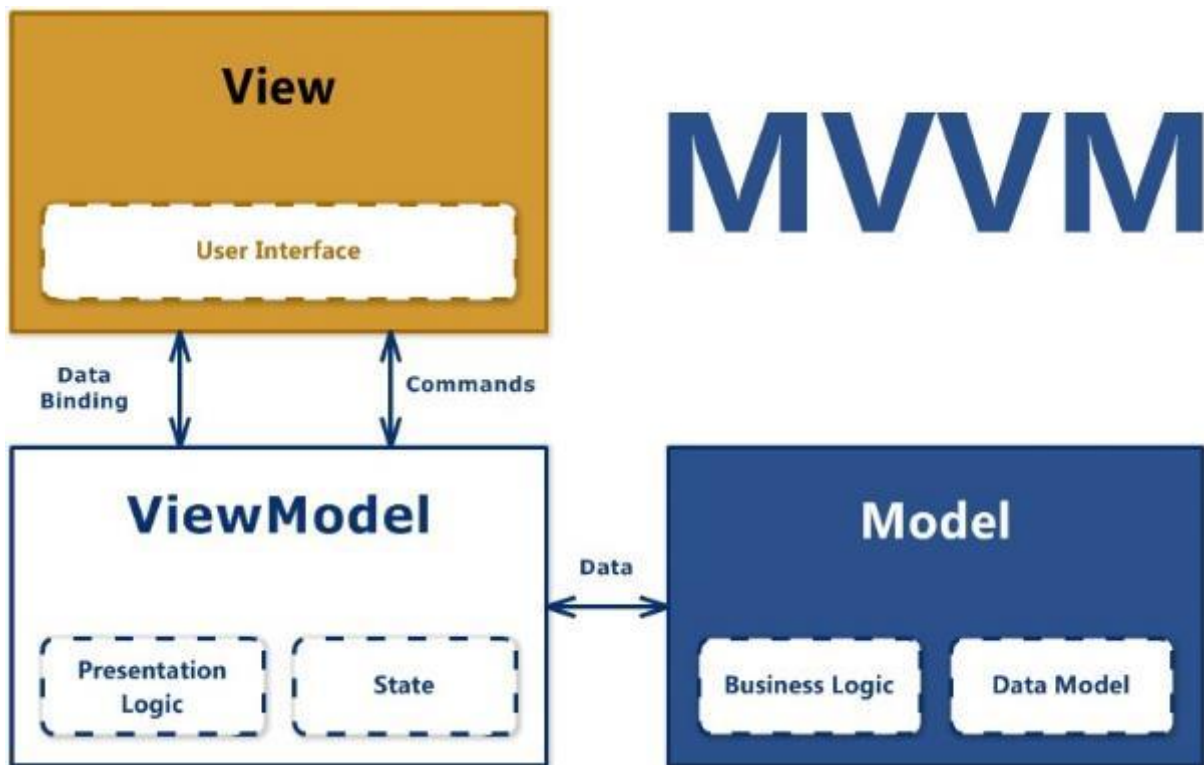 View
MVVM
User Interface
Data
Binding
Commands
ViewModel
Model
Data
Presentation
Logic
State
Business Logic
Data Model